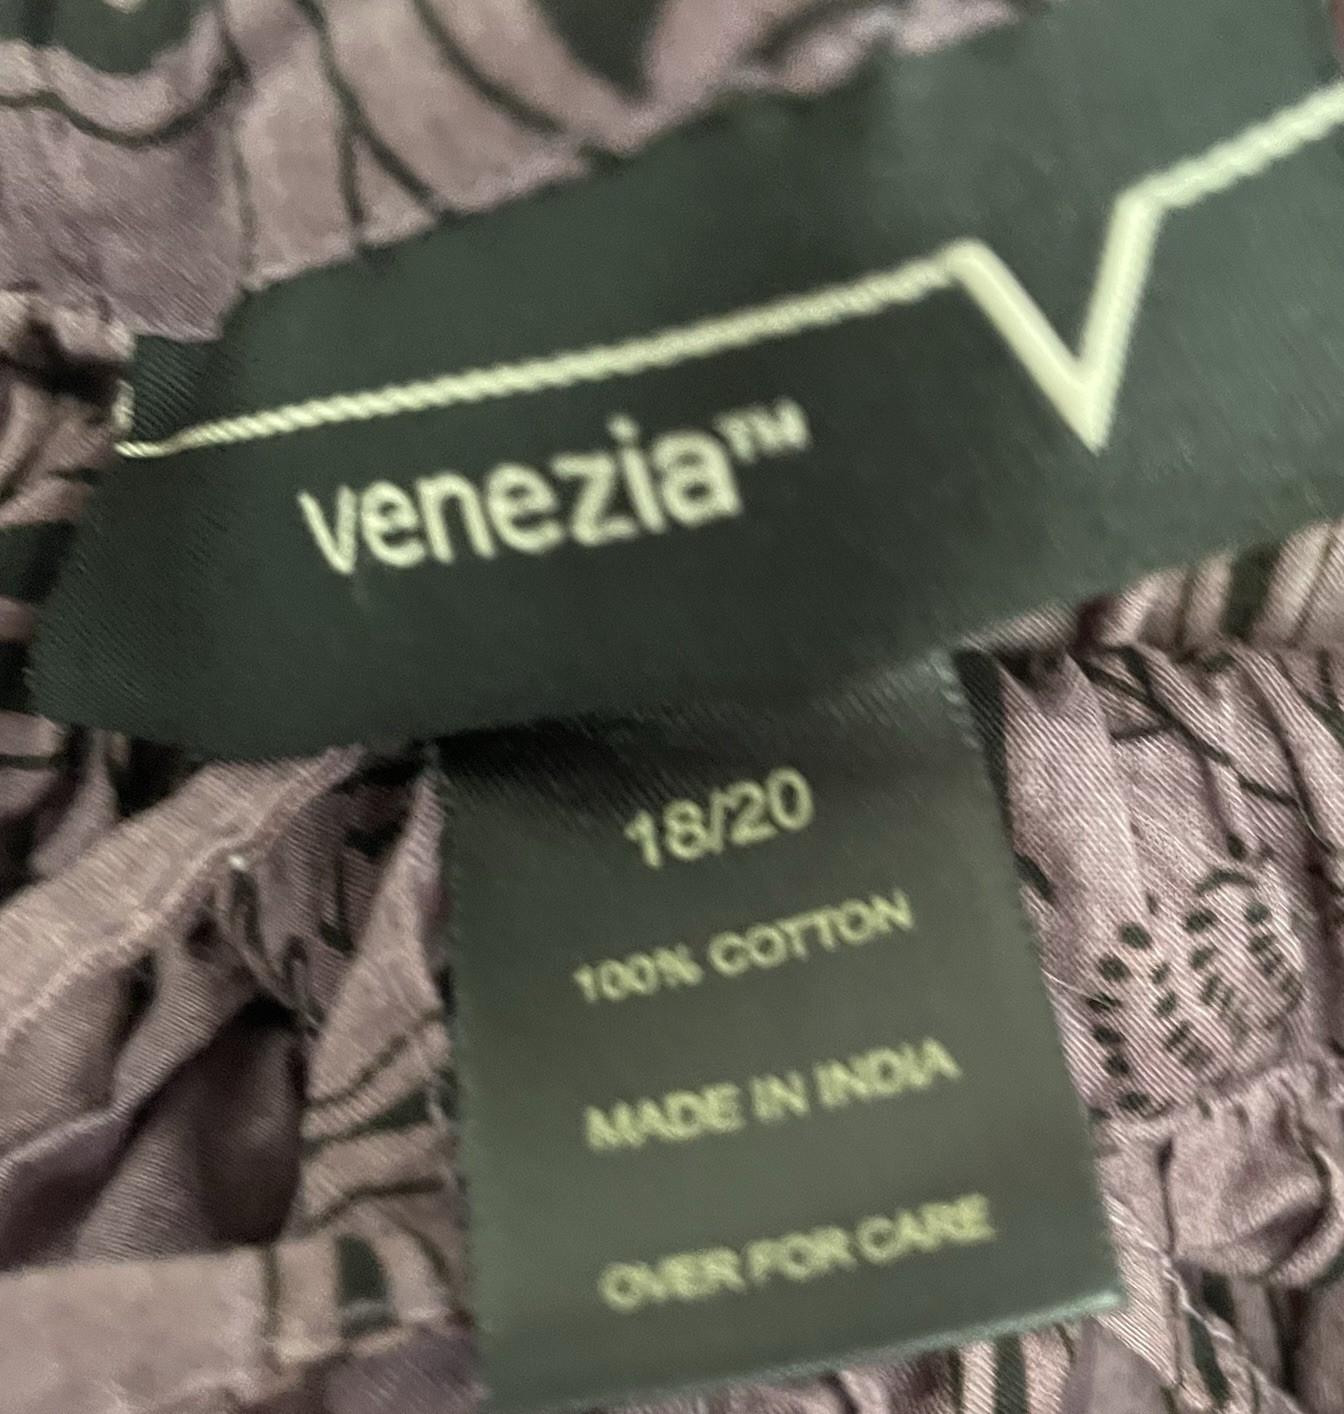 venezia™
18/20
100% COTTON
MADE IN INDIA
OVER FOR CARE